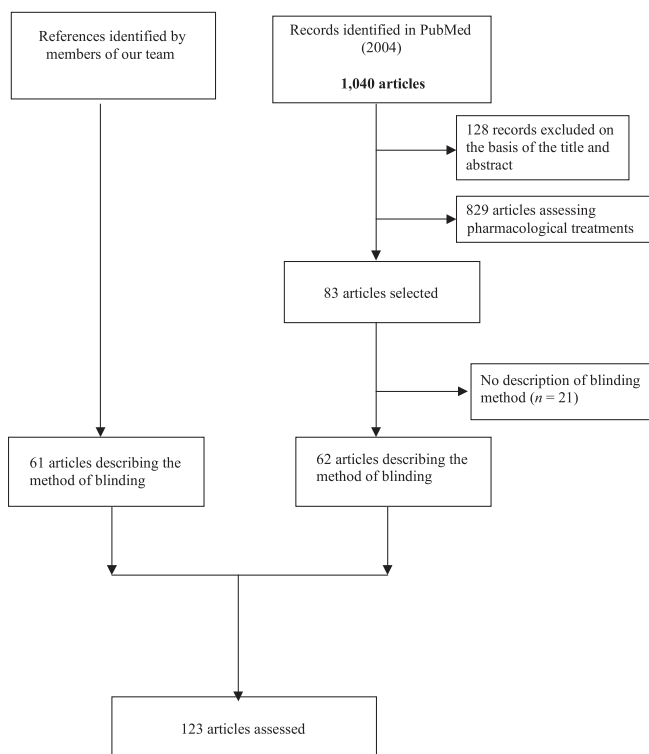 References identified by
members of our team
Records identified in PubMed
(2004)
1,040 articles
128 records excluded on
the basis of the title and
abstract
829 articles assessing
pharmacological treatments
83 articles selected
No description of blinding
method (n = 21)
61 articles describing the
method of blinding
62 articles describing the
method of blinding
123 articles assessed